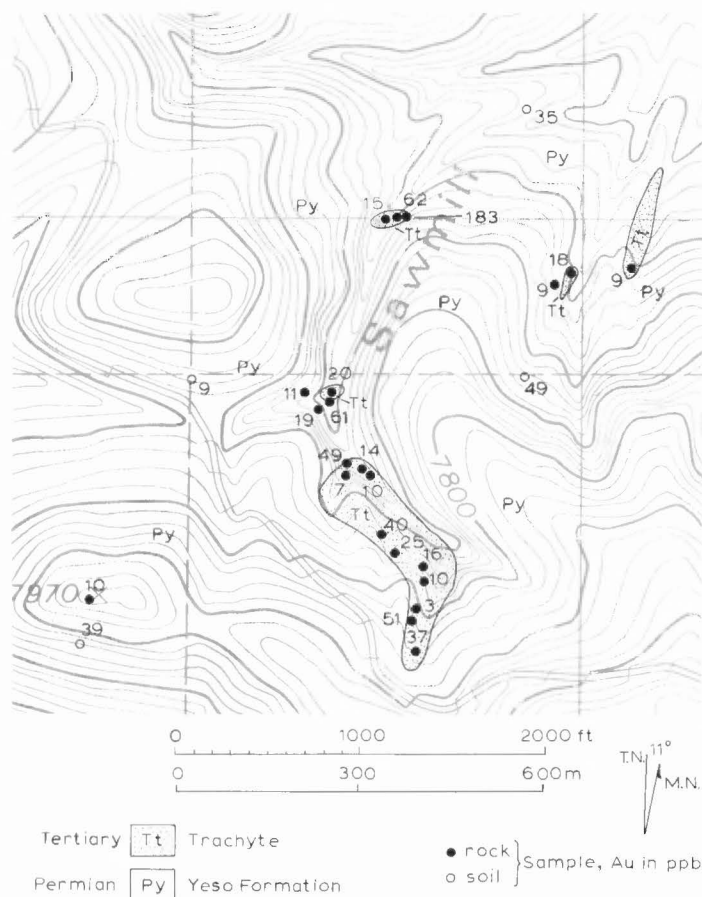 35
Py
Py
15
62
183
Tt
Sawmill
Tt
18
9
Tt
9
Py
Py
Py
9
11
20
Tt
49
19
61
49
14
7
10
7800
Py
Tt
40
Py
25
16
10
7970
10
3
51
39
37
0 1000 2000 ft
0 300 600m
T.N. 11°
M.N.
Tertiary Tt Trachyte
Permian Py Yeso Formation
● rock
○ soil
Sample, Au in ppb